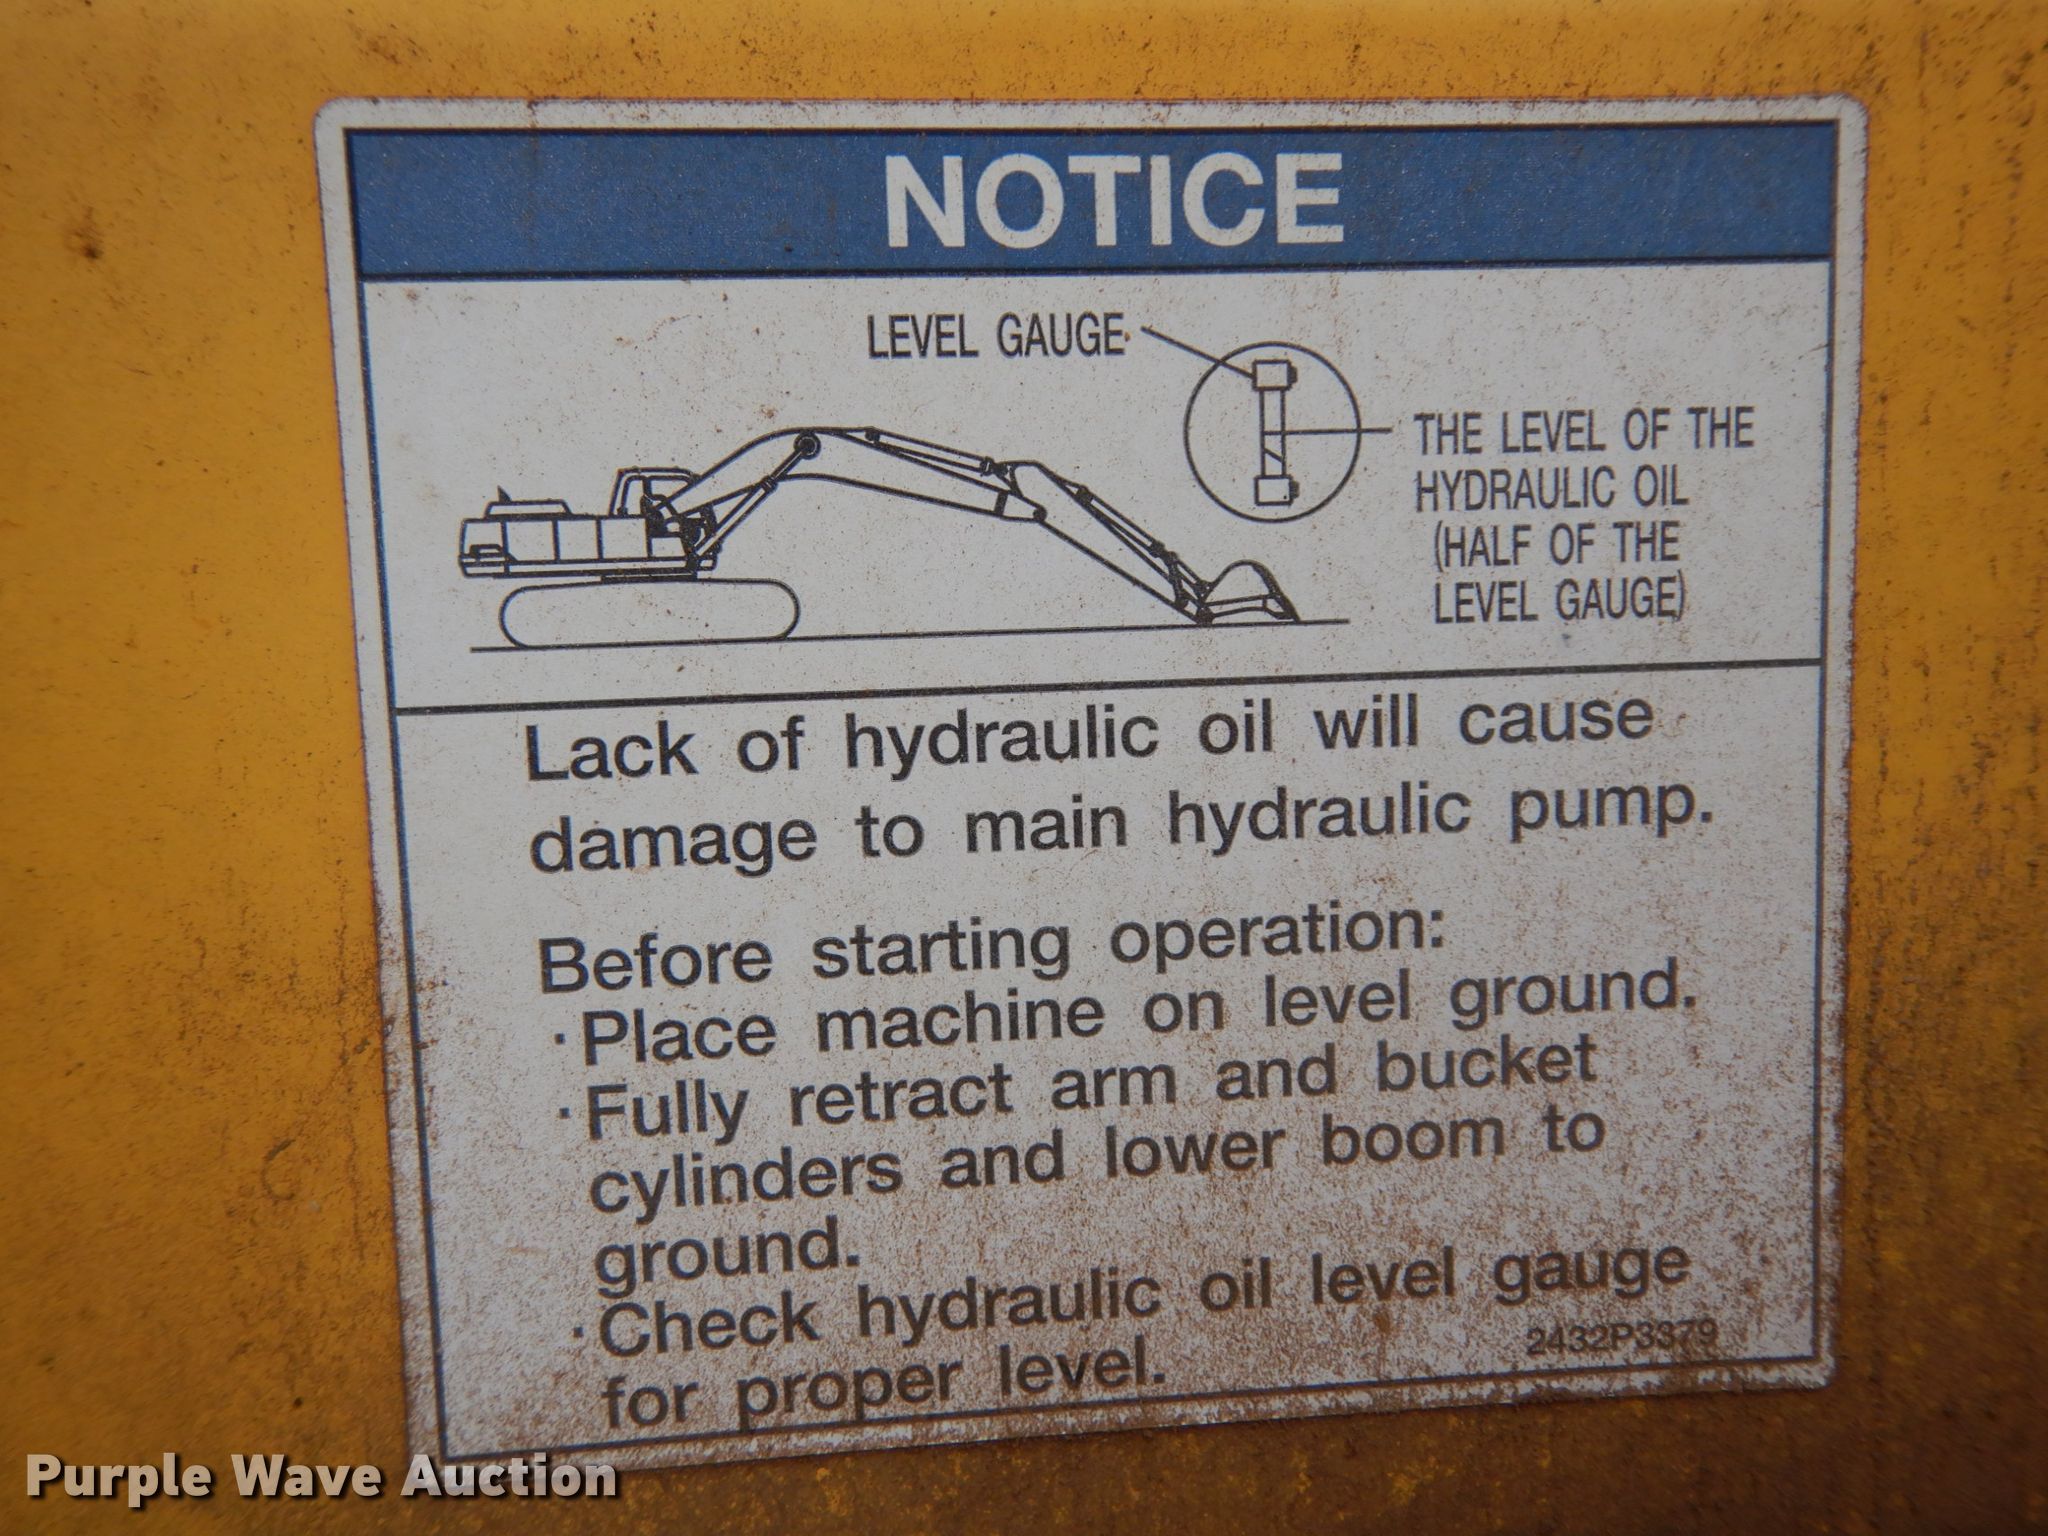 NOTICE
LEVEL GAUGE
THE LEVEL OF THE
HYDRAULIC OIL
(HALF OF THE
LEVEL GAUGE)
Lack of hydraulic oil will cause
damage to main hydraulic pump.
Before starting operation:
·Place machine on level ground.
·Fully retract arm and bucket
cylinders and lower boom to
ground.
·Check hydraulic oil level gauge
for proper level.
2432P3379
Purple Wave Auction